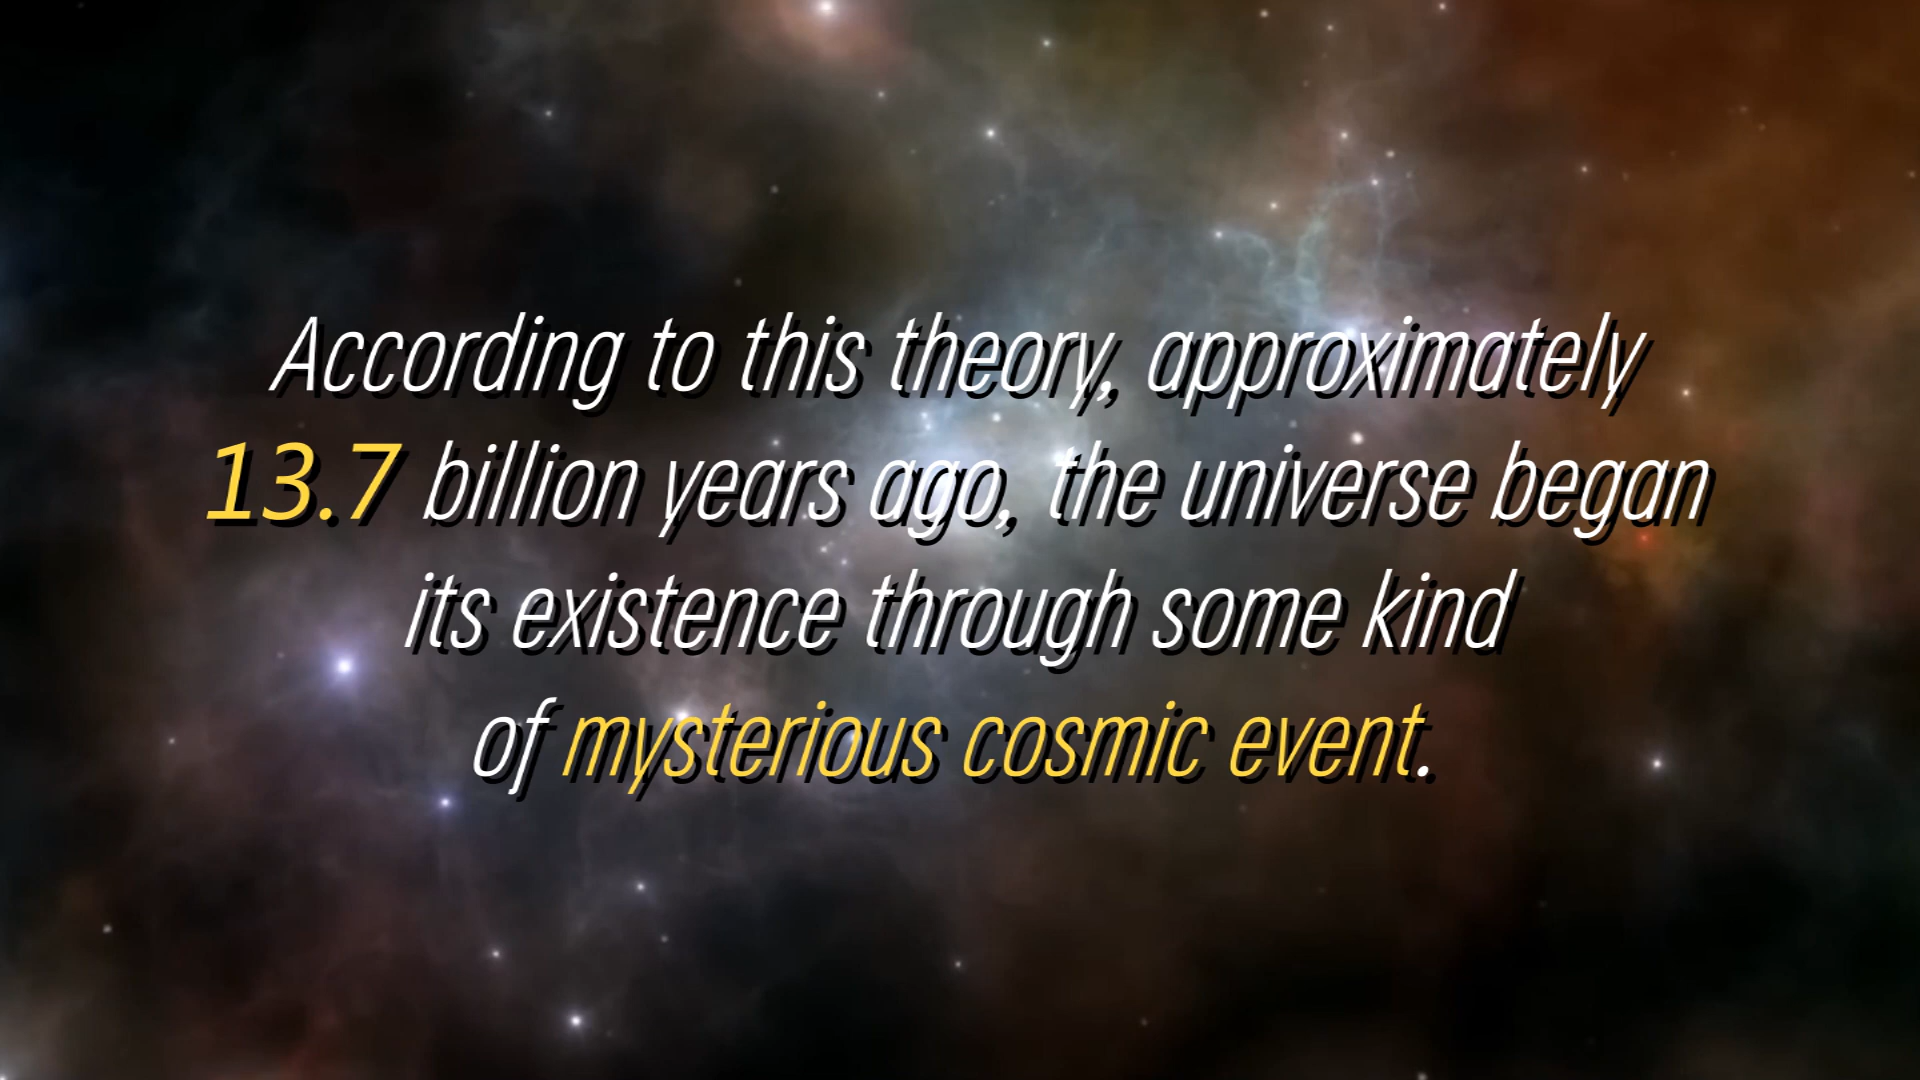 According to this theory, approximately
13.7 billion years ago, the universe began
its existence through some kind
of mysterious cosmic event.